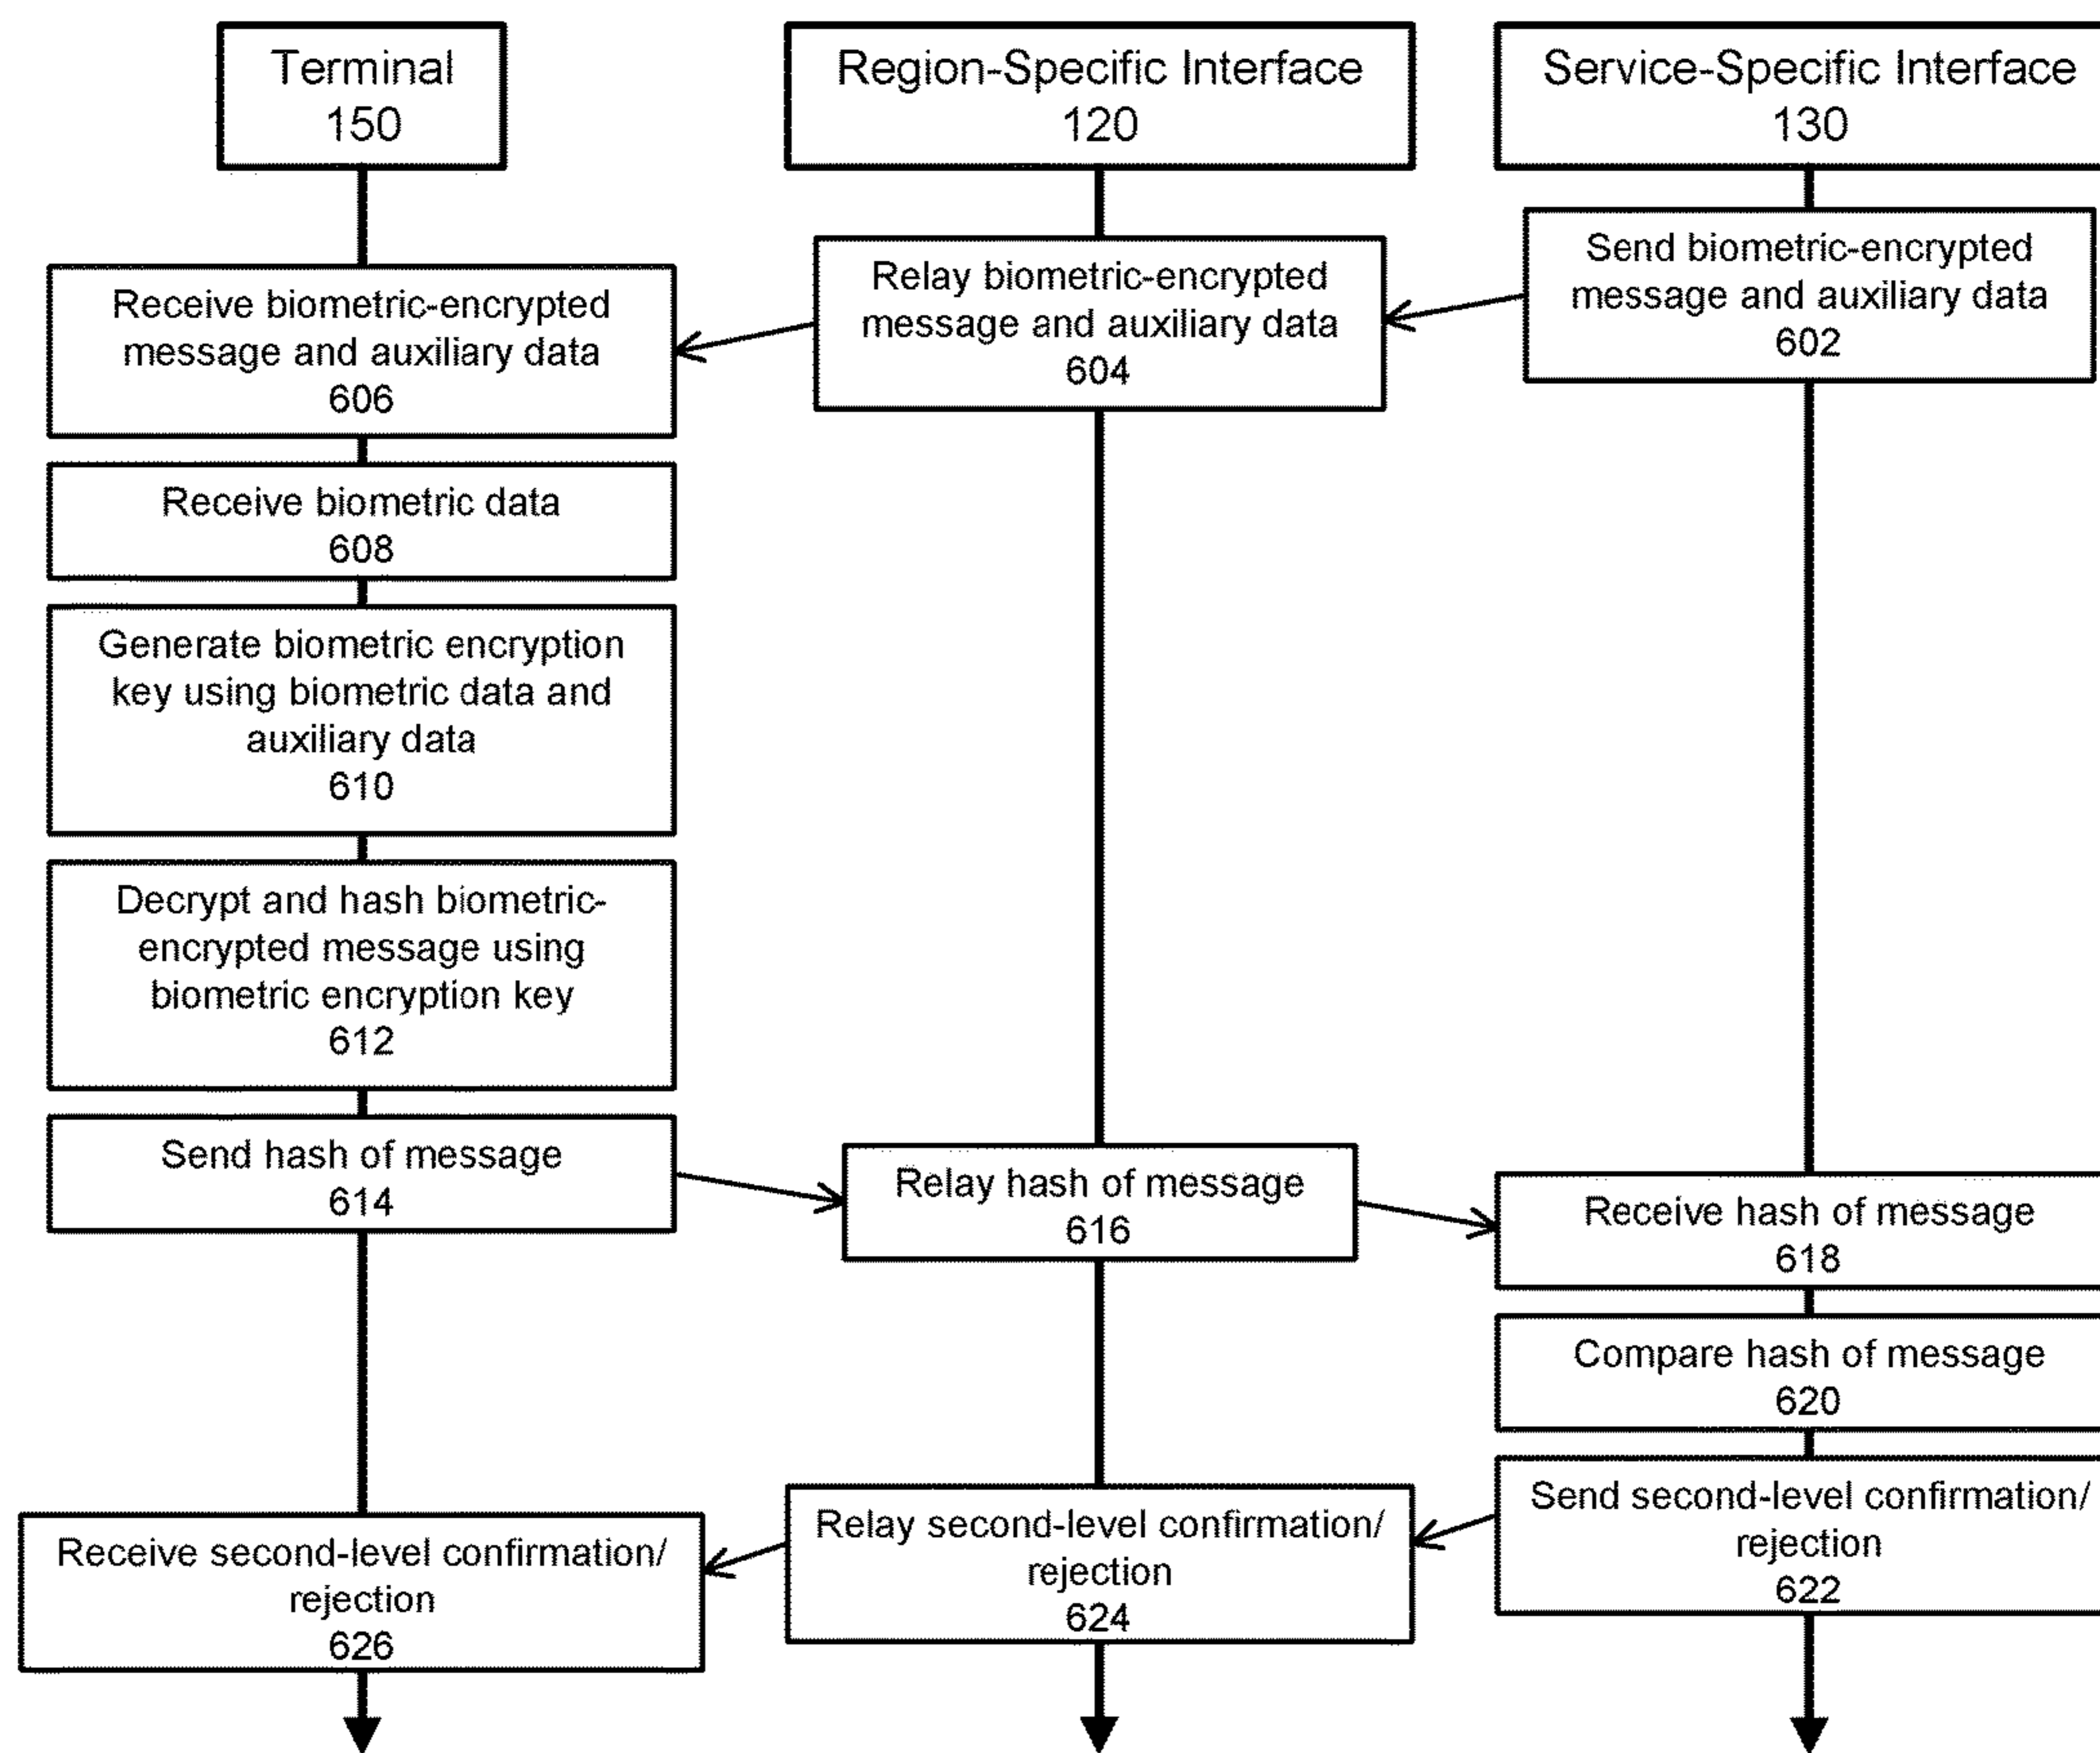 Terminal
150
Region-Specific Interface
120
Service-Specific Interface
130
Send biometric-encrypted
message and auxiliary data
602
Relay biometric-encrypted
message and auxiliary data
604
Receive biometric-encrypted
message and auxiliary data
606
Receive biometric data
608
Generate biometric encryption
key using biometric data and
auxiliary data
610
Decrypt and hash biometric-
encrypted message using
biometric encryption key
612
Send hash of message
614
Relay hash of message
616
Receive hash of message
618
Compare hash of message
620
Send second-level confirmation/
rejection
622
Relay second-level confirmation/
rejection
624
Receive second-level confirmation/
rejection
626